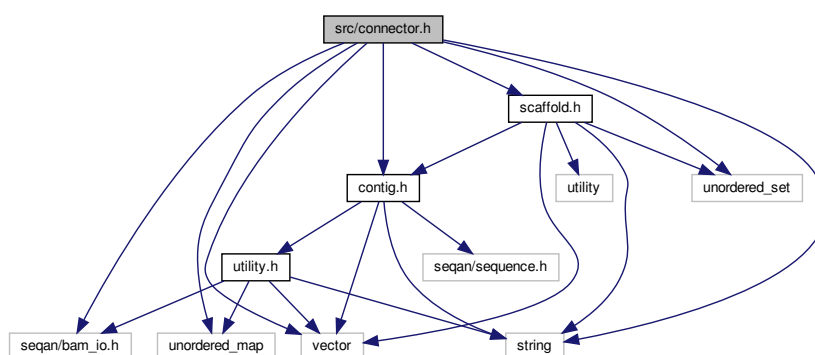 src/connector.h
scaffold.h
contig.h
utility
unordered_set
utility.h
seqan/sequence.h
seqan/bam_io.h
unordered_map
vector
string